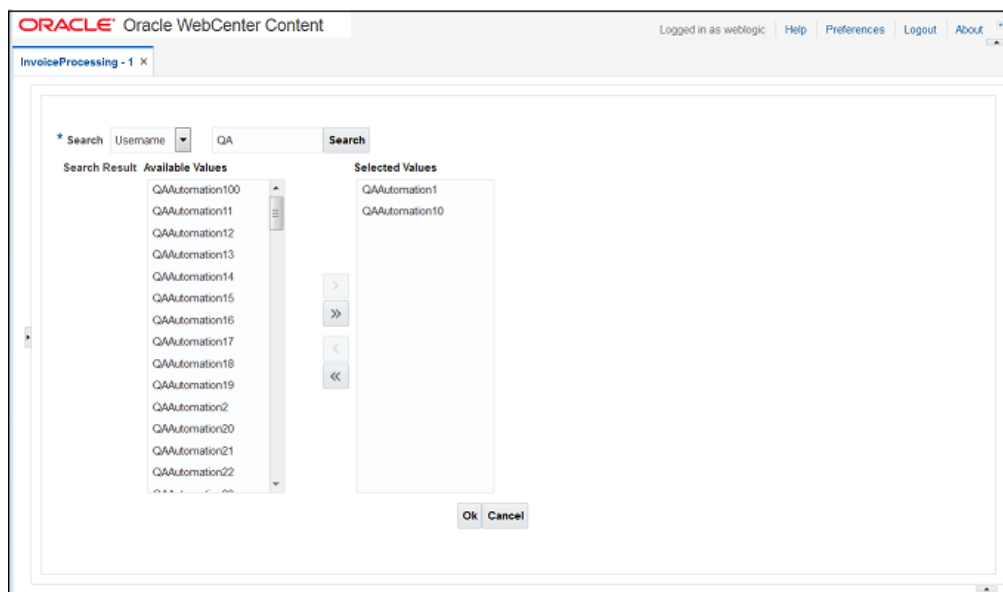 ORACLE® Oracle WebCenter Content
Logged in as weblogic Help Preferences Logout About
InvoiceProcessing - 1 ×
* Search Username QA Search
Search Result Available Values Selected Values
QAAutomation100 QAAutomation1
QAAutomation11 QAAutomation10
QAAutomation12
QAAutomation13
QAAutomation14
QAAutomation15
QAAutomation16
QAAutomation17
QAAutomation18
QAAutomation19
QAAutomation2
QAAutomation20
QAAutomation21
QAAutomation22
Ok Cancel